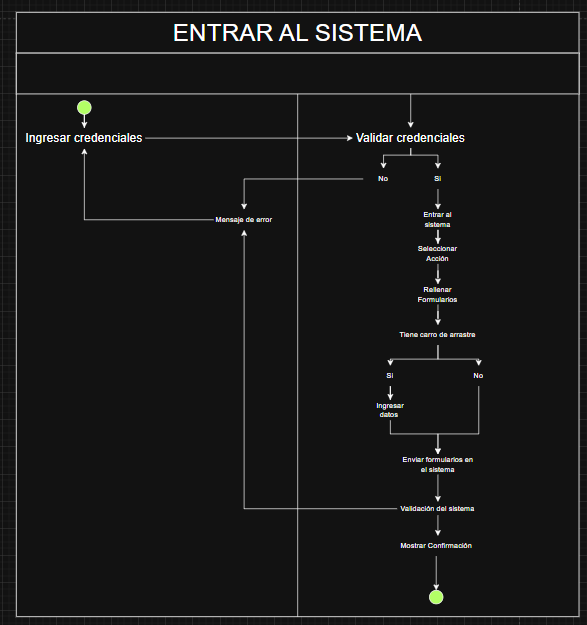 ENTRAR AL SISTEMA
Ingresar credenciales
Validar credenciales
No
Si
Mensaje de error
Entrar al
sistema
Seleccionar
Acción
Rellenar
Formularios
Tiene carro de arrastre
Si
No
Ingresar
datos
Enviar formularios en
el sistema
Validación del sistema
Mostrar Confirmación